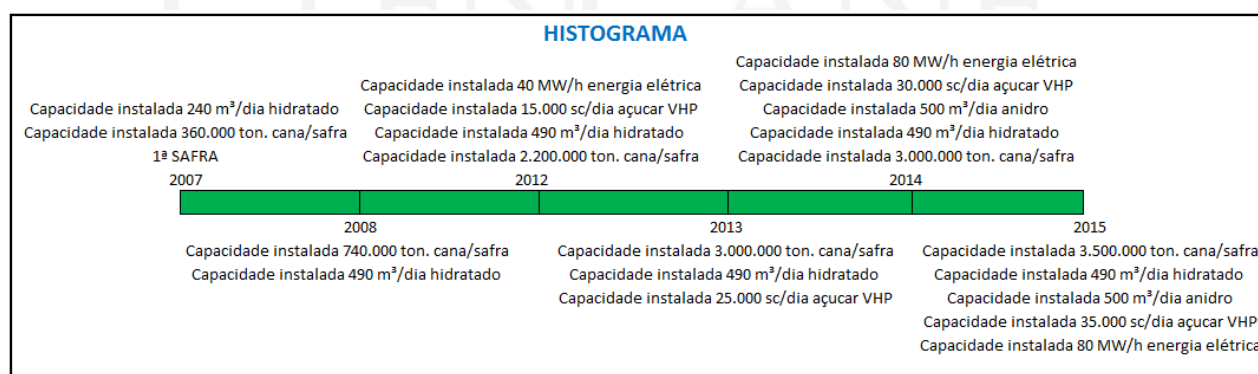 HISTOGRAMA
Capacidade instalada 240 m³/dia hidratado
Capacidade instalada 360.000 ton. cana/safra
1ª SAFRA
2007
Capacidade instalada 40 MW/h energia elétrica
Capacidade instalada 15.000 sc/dia açucar VHP
Capacidade instalada 490 m³/dia hidratado
Capacidade instalada 2.200.000 ton. cana/safra
2012
Capacidade instalada 80 MW/h energia elétrica
Capacidade instalada 30.000 sc/dia açucar VHP
Capacidade instalada 500 m³/dia anidro
Capacidade instalada 490 m³/dia hidratado
Capacidade instalada 3.000.000 ton. cana/safra
2014
2008
Capacidade instalada 740.000 ton. cana/safra
Capacidade instalada 490 m³/dia hidratado
2013
Capacidade instalada 3.000.000 ton. cana/safra
Capacidade instalada 490 m³/dia hidratado
Capacidade instalada 25.000 sc/dia açucar VHP
2015
Capacidade instalada 3.500.000 ton. cana/safra
Capacidade instalada 490 m³/dia hidratado
Capacidade instalada 500 m³/dia anidro
Capacidade instalada 35.000 sc/dia açucar VHP
Capacidade instalada 80 MW/h energia elétrica